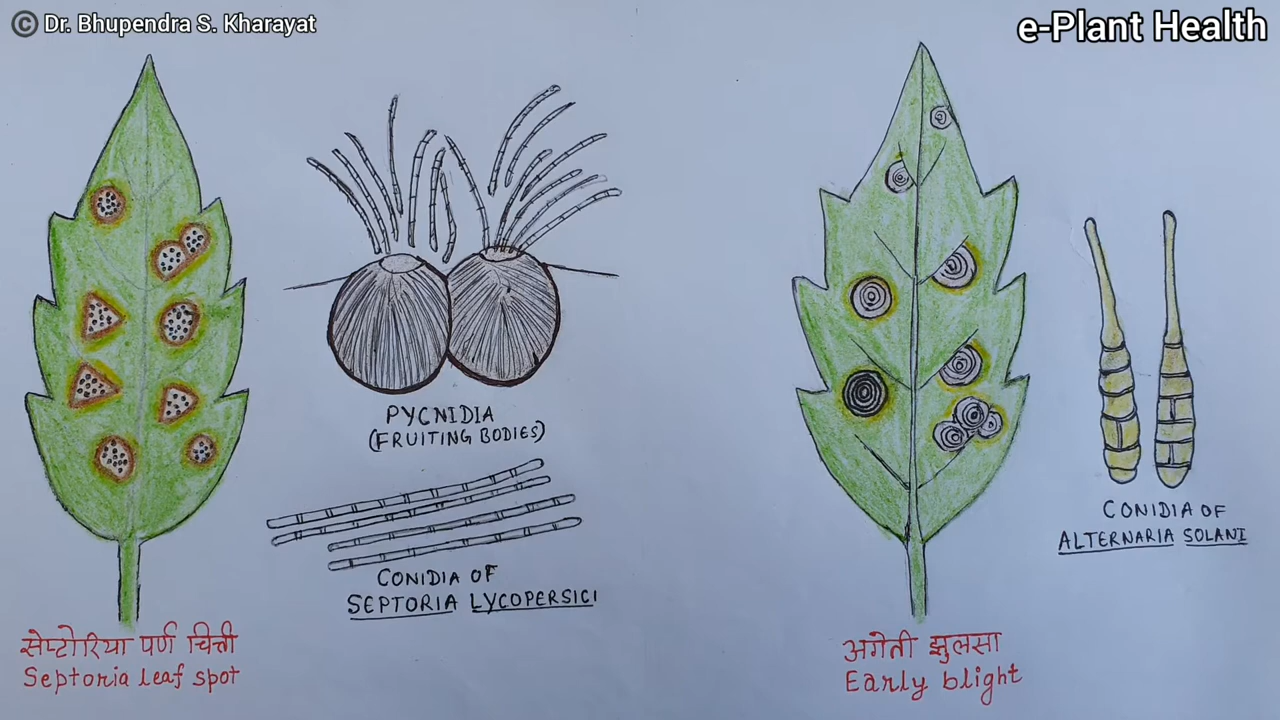 © Dr. Bhupendra S. Kharayat
e-Plant Health
PYCNIDIA
(FRUITING BODIES)
CONIDIA OF
SEPTORIA LYCOPERSICI
सेप्टोरिया पर्ण चित्ती
Septoria leaf spot
CONIDIA OF
ALTERNARIA SOLANI
अगेती झुलसा
Early blight